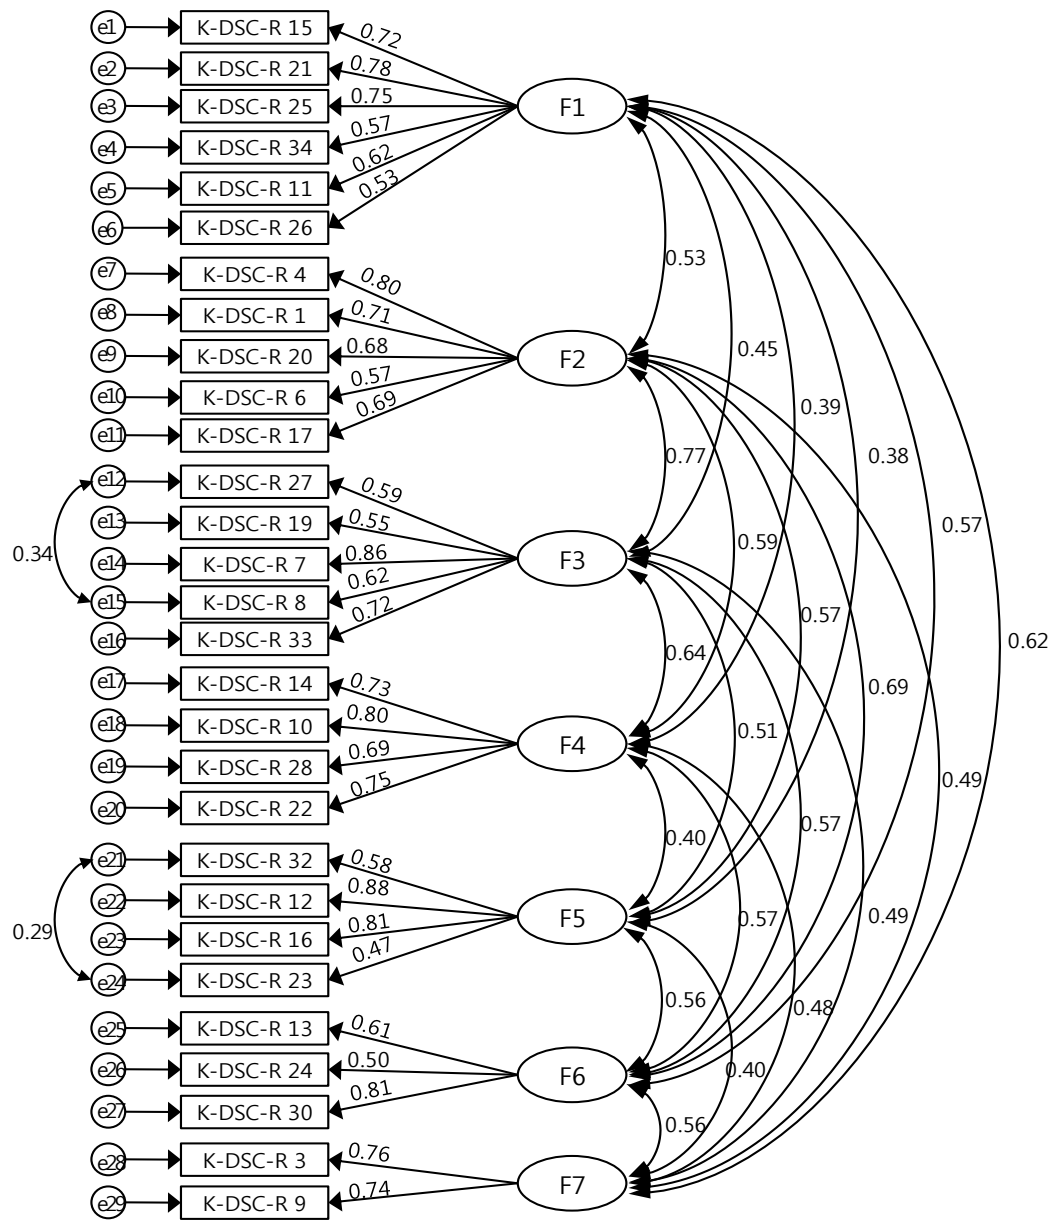 e1 K-DSC-R 15 0.72
e2 K-DSC-R 21 0.78
e3 K-DSC-R 25 0.75 F1
e4 K-DSC-R 34 0.57
e5 K-DSC-R 11 0.62
e6 K-DSC-R 26 0.53
0.53
e7 K-DSC-R 4 0.80
e8 K-DSC-R 1 0.71
0.45
e9 K-DSC-R 20 0.68 F2
e10 K-DSC-R 6 0.57
0.39
e11 K-DSC-R 17 0.69
0.77 0.38
e12 K-DSC-R 27 0.59
e13 K-DSC-R 19 0.55
0.57
0.59
0.34
e14 K-DSC-R 7 0.86 F3
e15 K-DSC-R 8 0.62
0.57
e16 K-DSC-R 33 0.72
0.62
0.64
e17 K-DSC-R 14 0.73
0.69
e18 K-DSC-R 10 0.80
0.51
F4
e19 K-DSC-R 28 0.69
0.49
e20 K-DSC-R 22 0.75
0.57
0.40
e21 K-DSC-R 32 0.58
e22 K-DSC-R 12 0.88
F5 0.57 0.49
0.29
e23 K-DSC-R 16 0.81
e24 K-DSC-R 23 0.47
0.56 0.48
e25 K-DSC-R 13 0.61
e26 K-DSC-R 24 0.50 F6 0.40
e27 K-DSC-R 30 0.81
0.56
e28 K-DSC-R 3 0.76
F7
e29 K-DSC-R 9 0.74